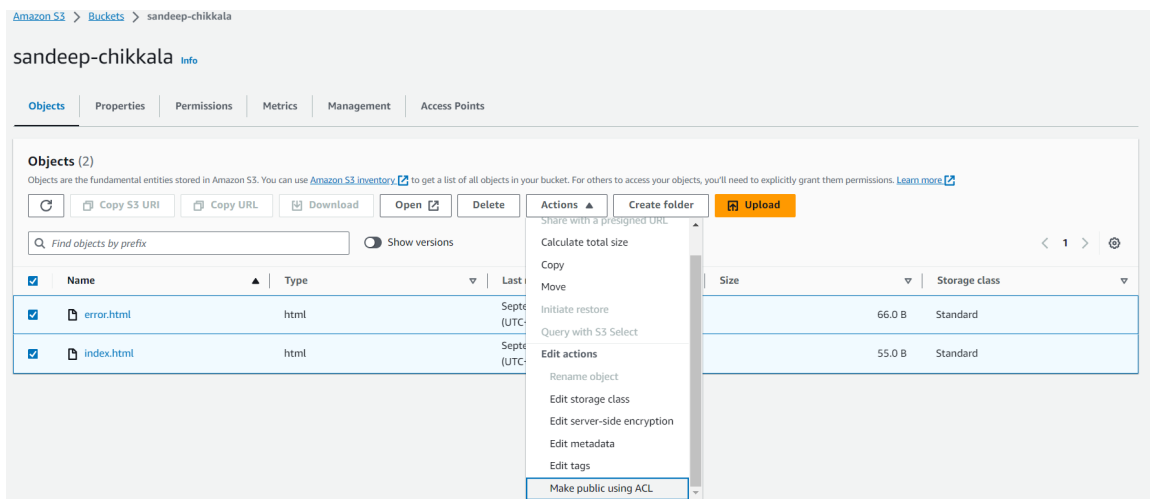 Amazon S3 > Buckets > sandeep-chikkala
sandeep-chikkala Info
Objects Properties Permissions Metrics Management Access Points
Objects (2)
Objects are the fundamental entities stored in Amazon S3. You can use Amazon S3 inventory to get a list of all objects in your bucket. For others to access your objects, you'll need to explicitly grant them permissions. Learn more
Copy S3 URI Copy URL Download Open Delete Actions Create folder Upload
Share with a presigned URL
Find objects by prefix Show versions Calculate total size < 1 >
Copy
Name Type Last Move Size Storage class
error.html html Septe Initiate restore 66.0 B Standard
(UTC- Query with S3 Select
index.html html Septe Edit actions 55.0 B Standard
(UTC-
Rename object
Edit storage class
Edit server-side encryption
Edit metadata
Edit tags
Make public using ACL